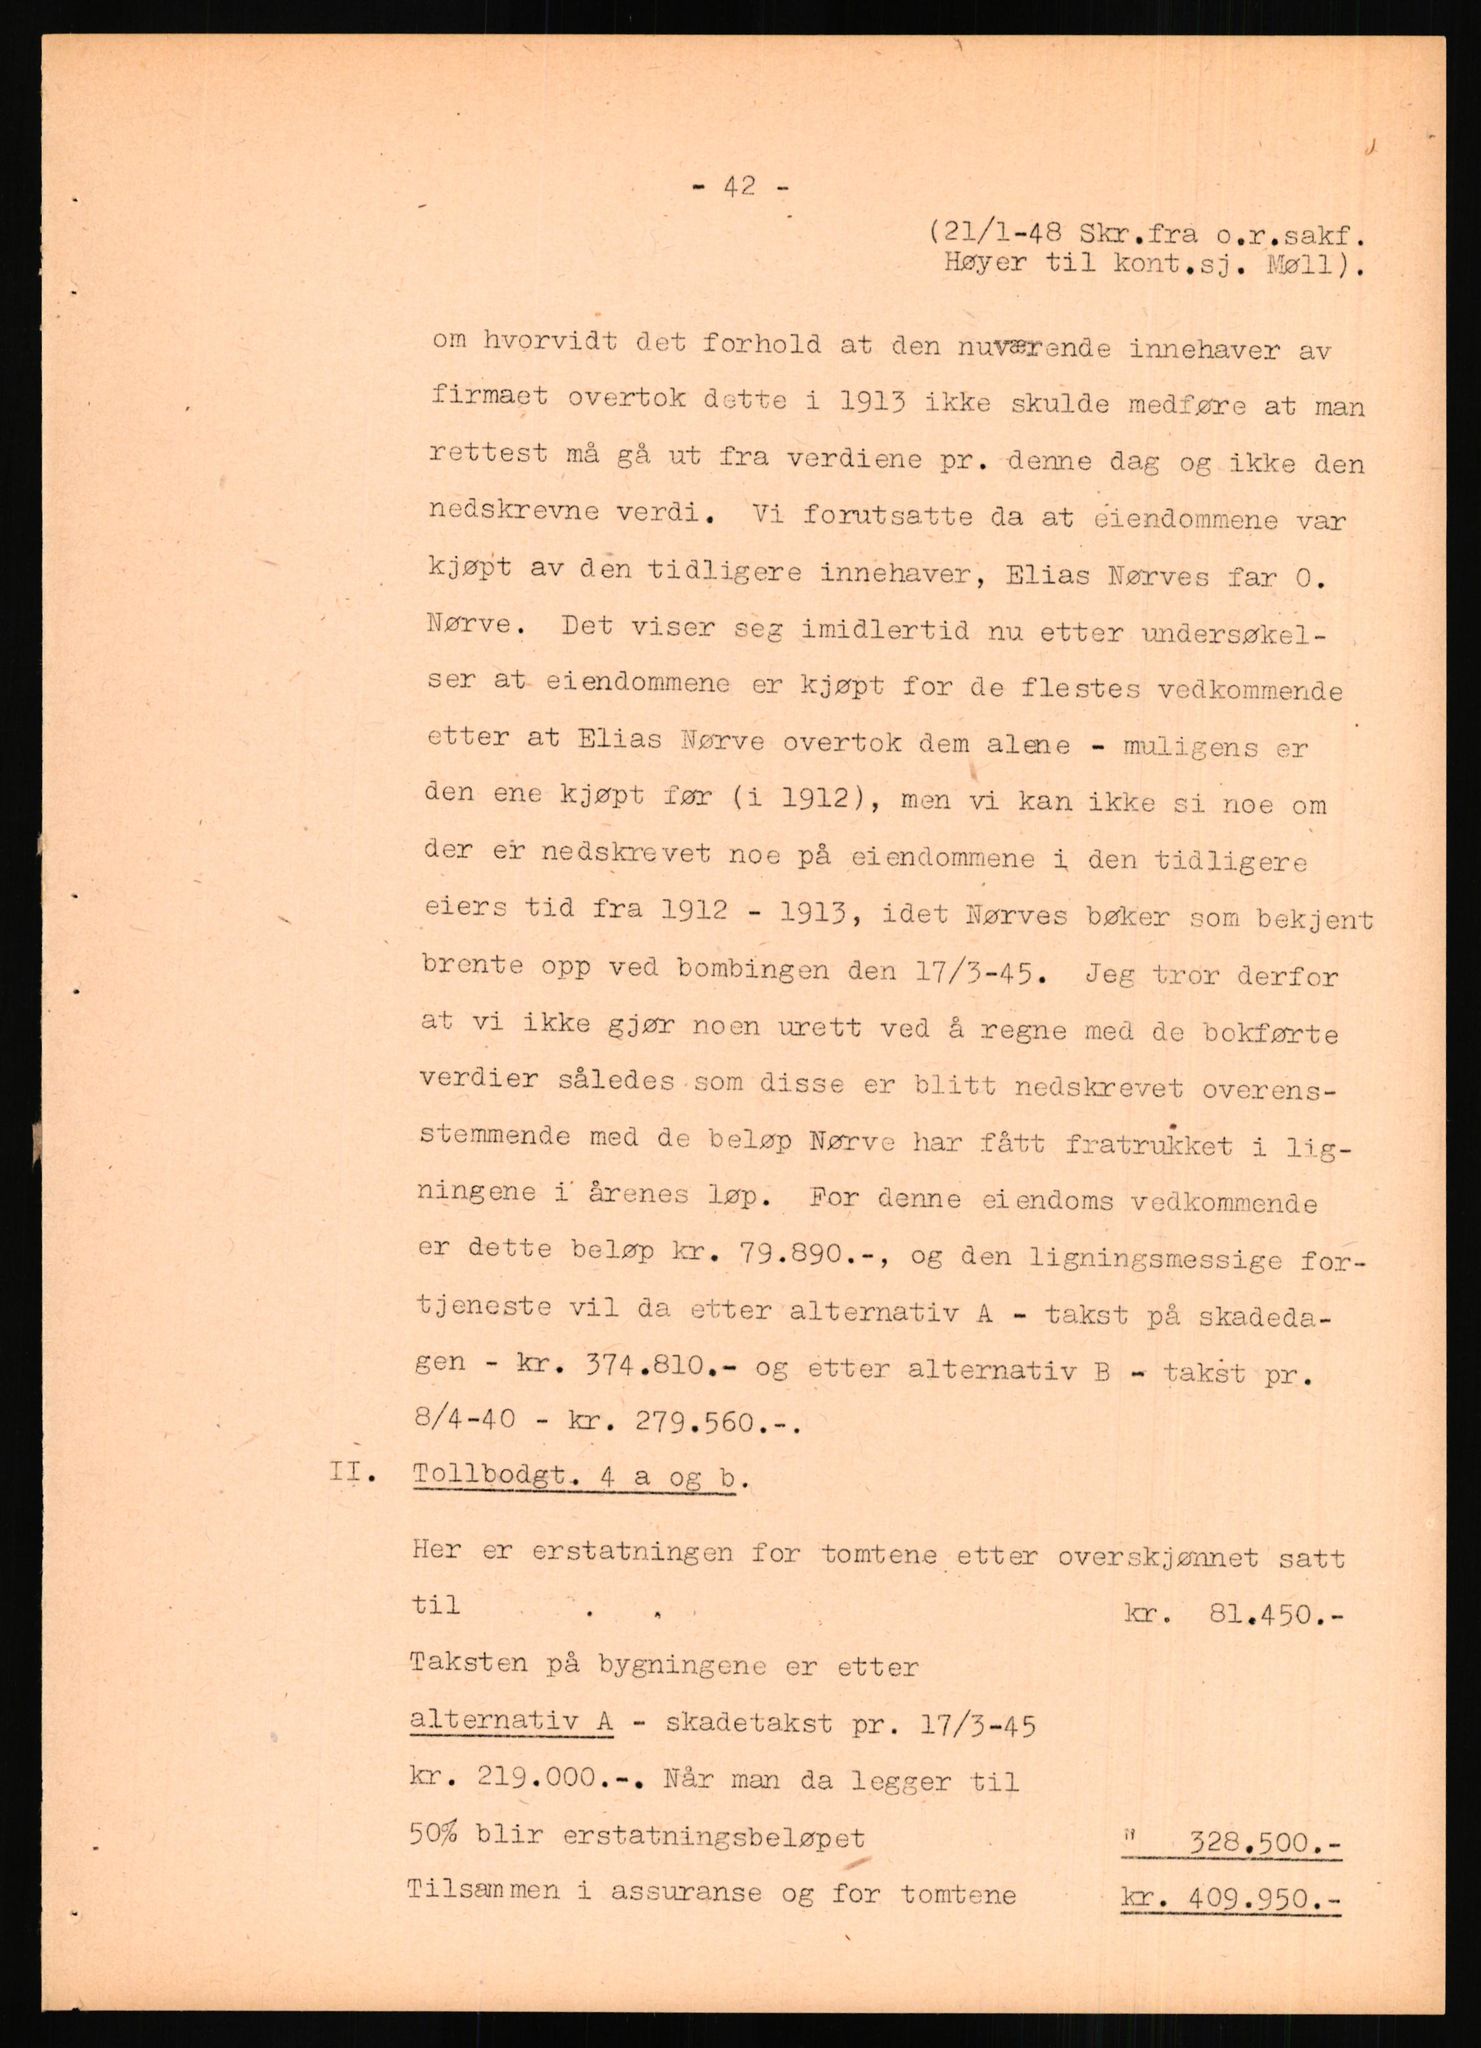 - 42 -
(21/1-48 Skr.fra o.r.sakf.
Høyer til kont.sj. Møll).
om hvorvidt det forhold at den nuværende innehaver av
firmaet overtok dette i 1913 ikke skulde medføre at man
rettest må gå ut fra verdiene pr. denne dag og ikke den
nedskrevne verdi. Vi forutsatte da at eiendommene var
kjøpt av den tidligere innehaver, Elias Nørves far O.
Nørve. Det viser seg imidlertid nu etter undersøkel-
ser at eiendommene er kjøpt for de flestes vedkommende
etter at Elias Nørve overtok dem alene - muligens er
den ene kjøpt før (i 1912), men vi kan ikke si noe om
der er nedskrevet noe på eiendommene i den tidligere
eiers tid fra 1912 - 1913, idet Nørves bøker som bekjent
brente opp ved bombingen den 17/3-45. Jeg tror derfor
at vi ikke gjør noen urett ved å regne med de bokførte
verdier således som disse er blitt nedskrevet overens-
stemmende med de beløp Nørve har fått fratrukket i lig-
ningene i årenes løp. For denne eiendoms vedkommende
er dette beløp kr. 79.890.-, og den ligningsmessige for-
tjeneste vil da etter alternativ A - takst på skadeda-
gen - kr. 374.810.- og etter alternativ B - takst pr.
8/4-40 - kr. 279.560.-.
II. Tollbodgt. 4 a og b.
Her er erstatningen for tomtene etter overskjønnet satt
til . . kr. 81.450.-
Taksten på bygningene er etter
alternativ A - skadetakst pr. 17/3-45
kr. 219.000.-. Når man da legger til
50% blir erstatningsbeløpet " 328.500.-
Tilsammen i assuranse og for tomtene kr. 409.950.-